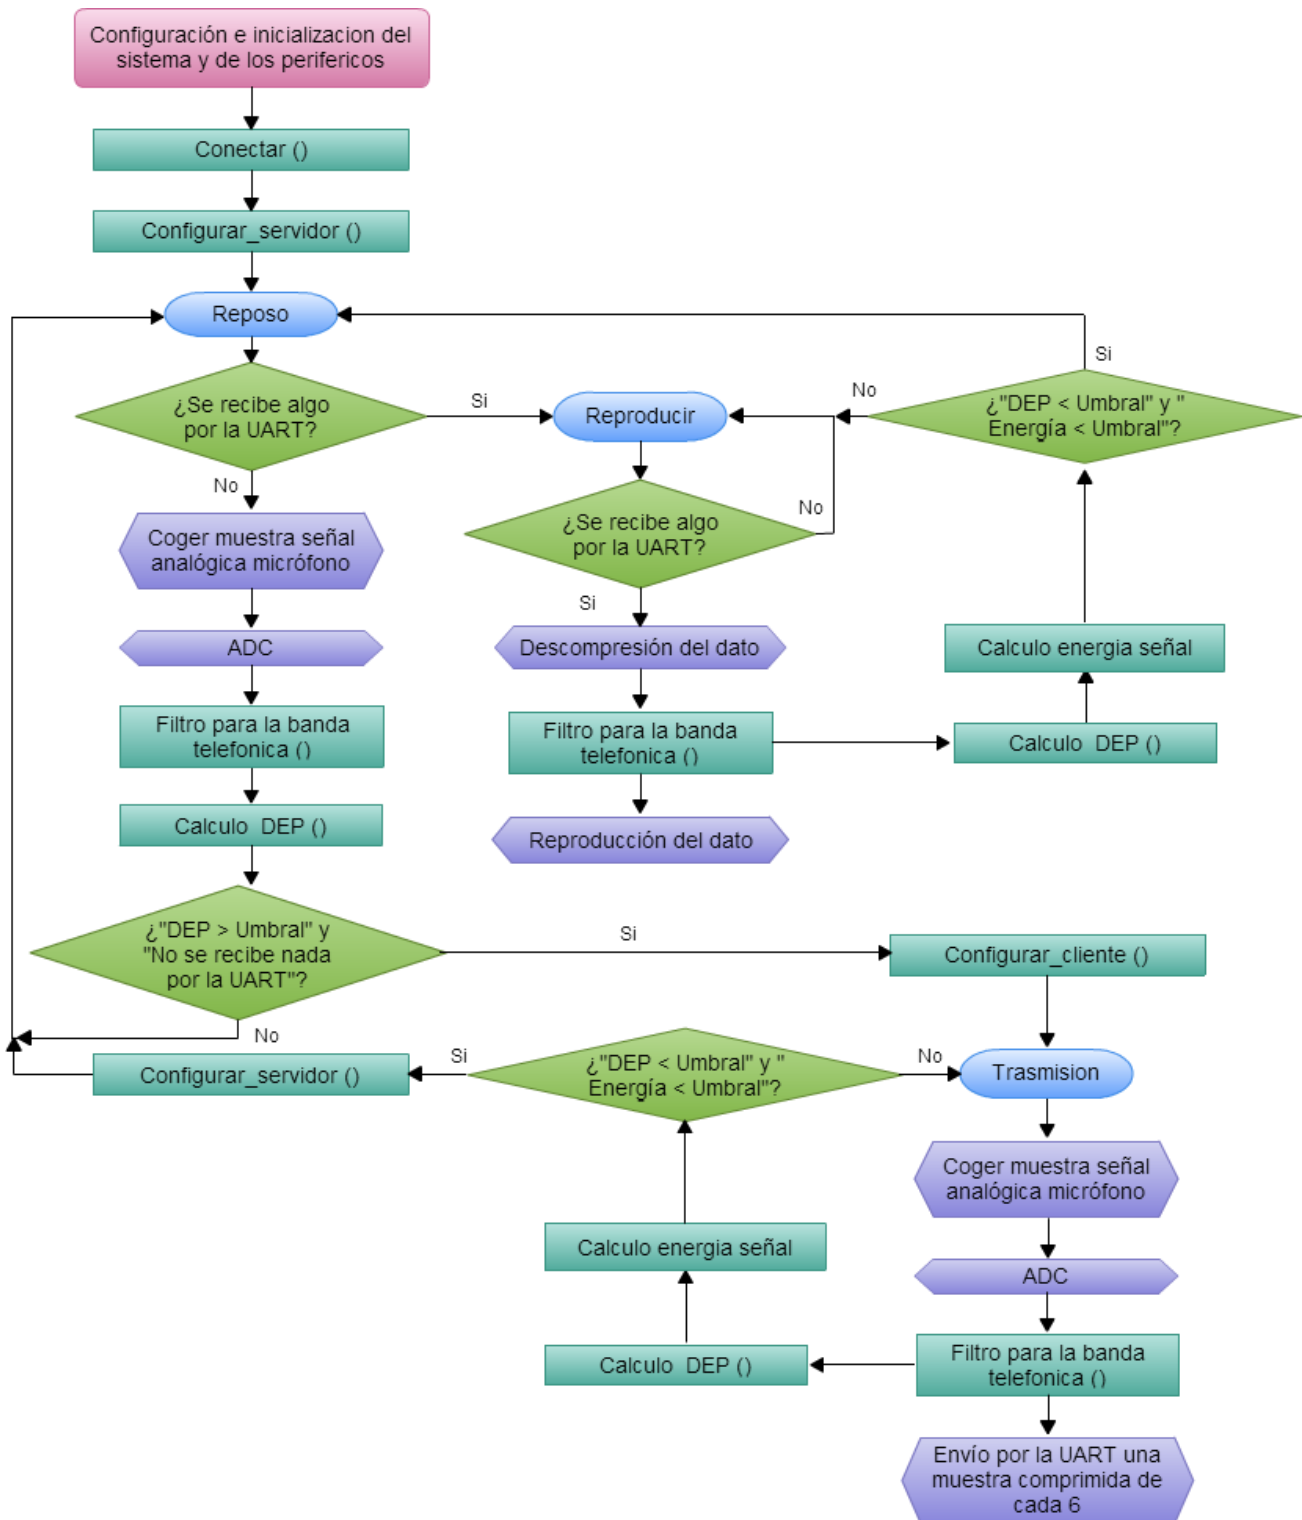 Configuración e inicializacion del
sistema y de los perifericos
Conectar ()
Configurar_servidor ()
Reposo
¿Se recibe algo
por la UART?
Si
No
Reproducir
No
¿"DEP < Umbral" y "
Energía < Umbral"?
Si
¿Se recibe algo
por la UART?
No
Si
Coger muestra señal
analógica micrófono
ADC
Filtro para la banda
telefonica ()
Calculo DEP ()
Descompresión del dato
Filtro para la banda
telefonica ()
Reproducción del dato
Calculo energia señal
Calculo DEP ()
¿"DEP > Umbral" y
"No se recibe nada
por la UART"?
Si
No
Configurar_cliente ()
Configurar_servidor ()
Si
¿"DEP < Umbral" y "
Energía < Umbral"?
No
Trasmision
Coger muestra señal
analógica micrófono
ADC
Calculo energia señal
Calculo DEP ()
Filtro para la banda
telefonica ()
Envío por la UART una
muestra comprimida de
cada 6